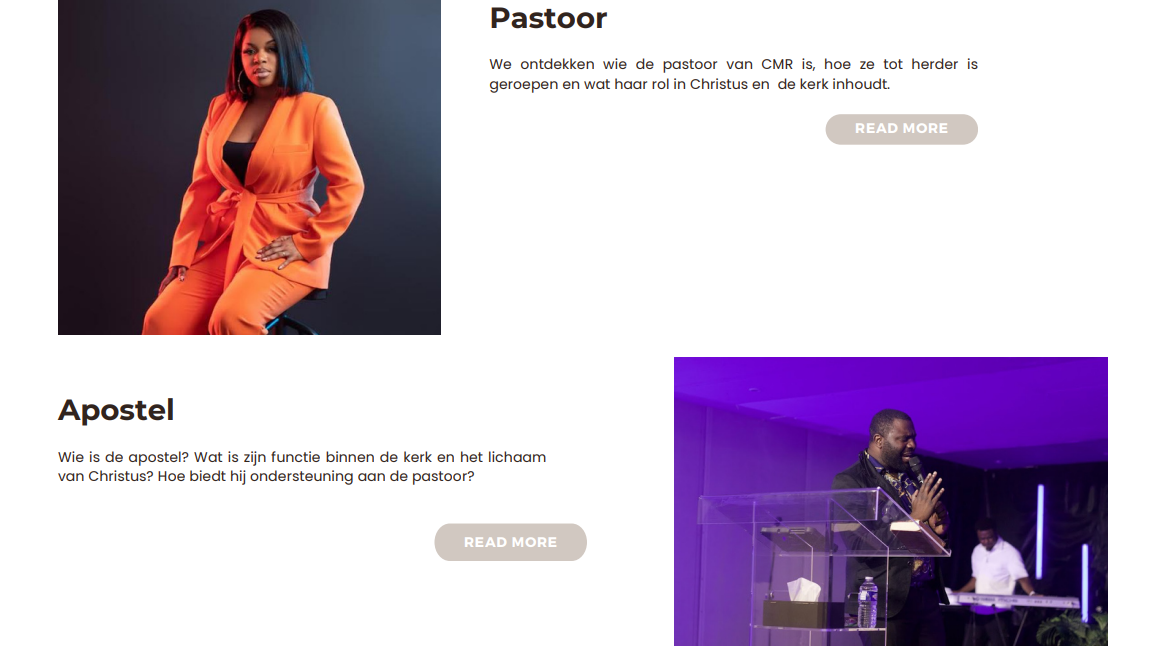 Pastoor
We ontdekken wie de pastoor van CMR is, hoe ze tot herder is
geroepen en wat haar rol in Christus en de kerk inhoudt.
READ MORE
Apostel
Wie is de apostel? Wat is zijn functie binnen de kerk en het lichaam
van Christus? Hoe biedt hij ondersteuning aan de pastoor?
READ MORE